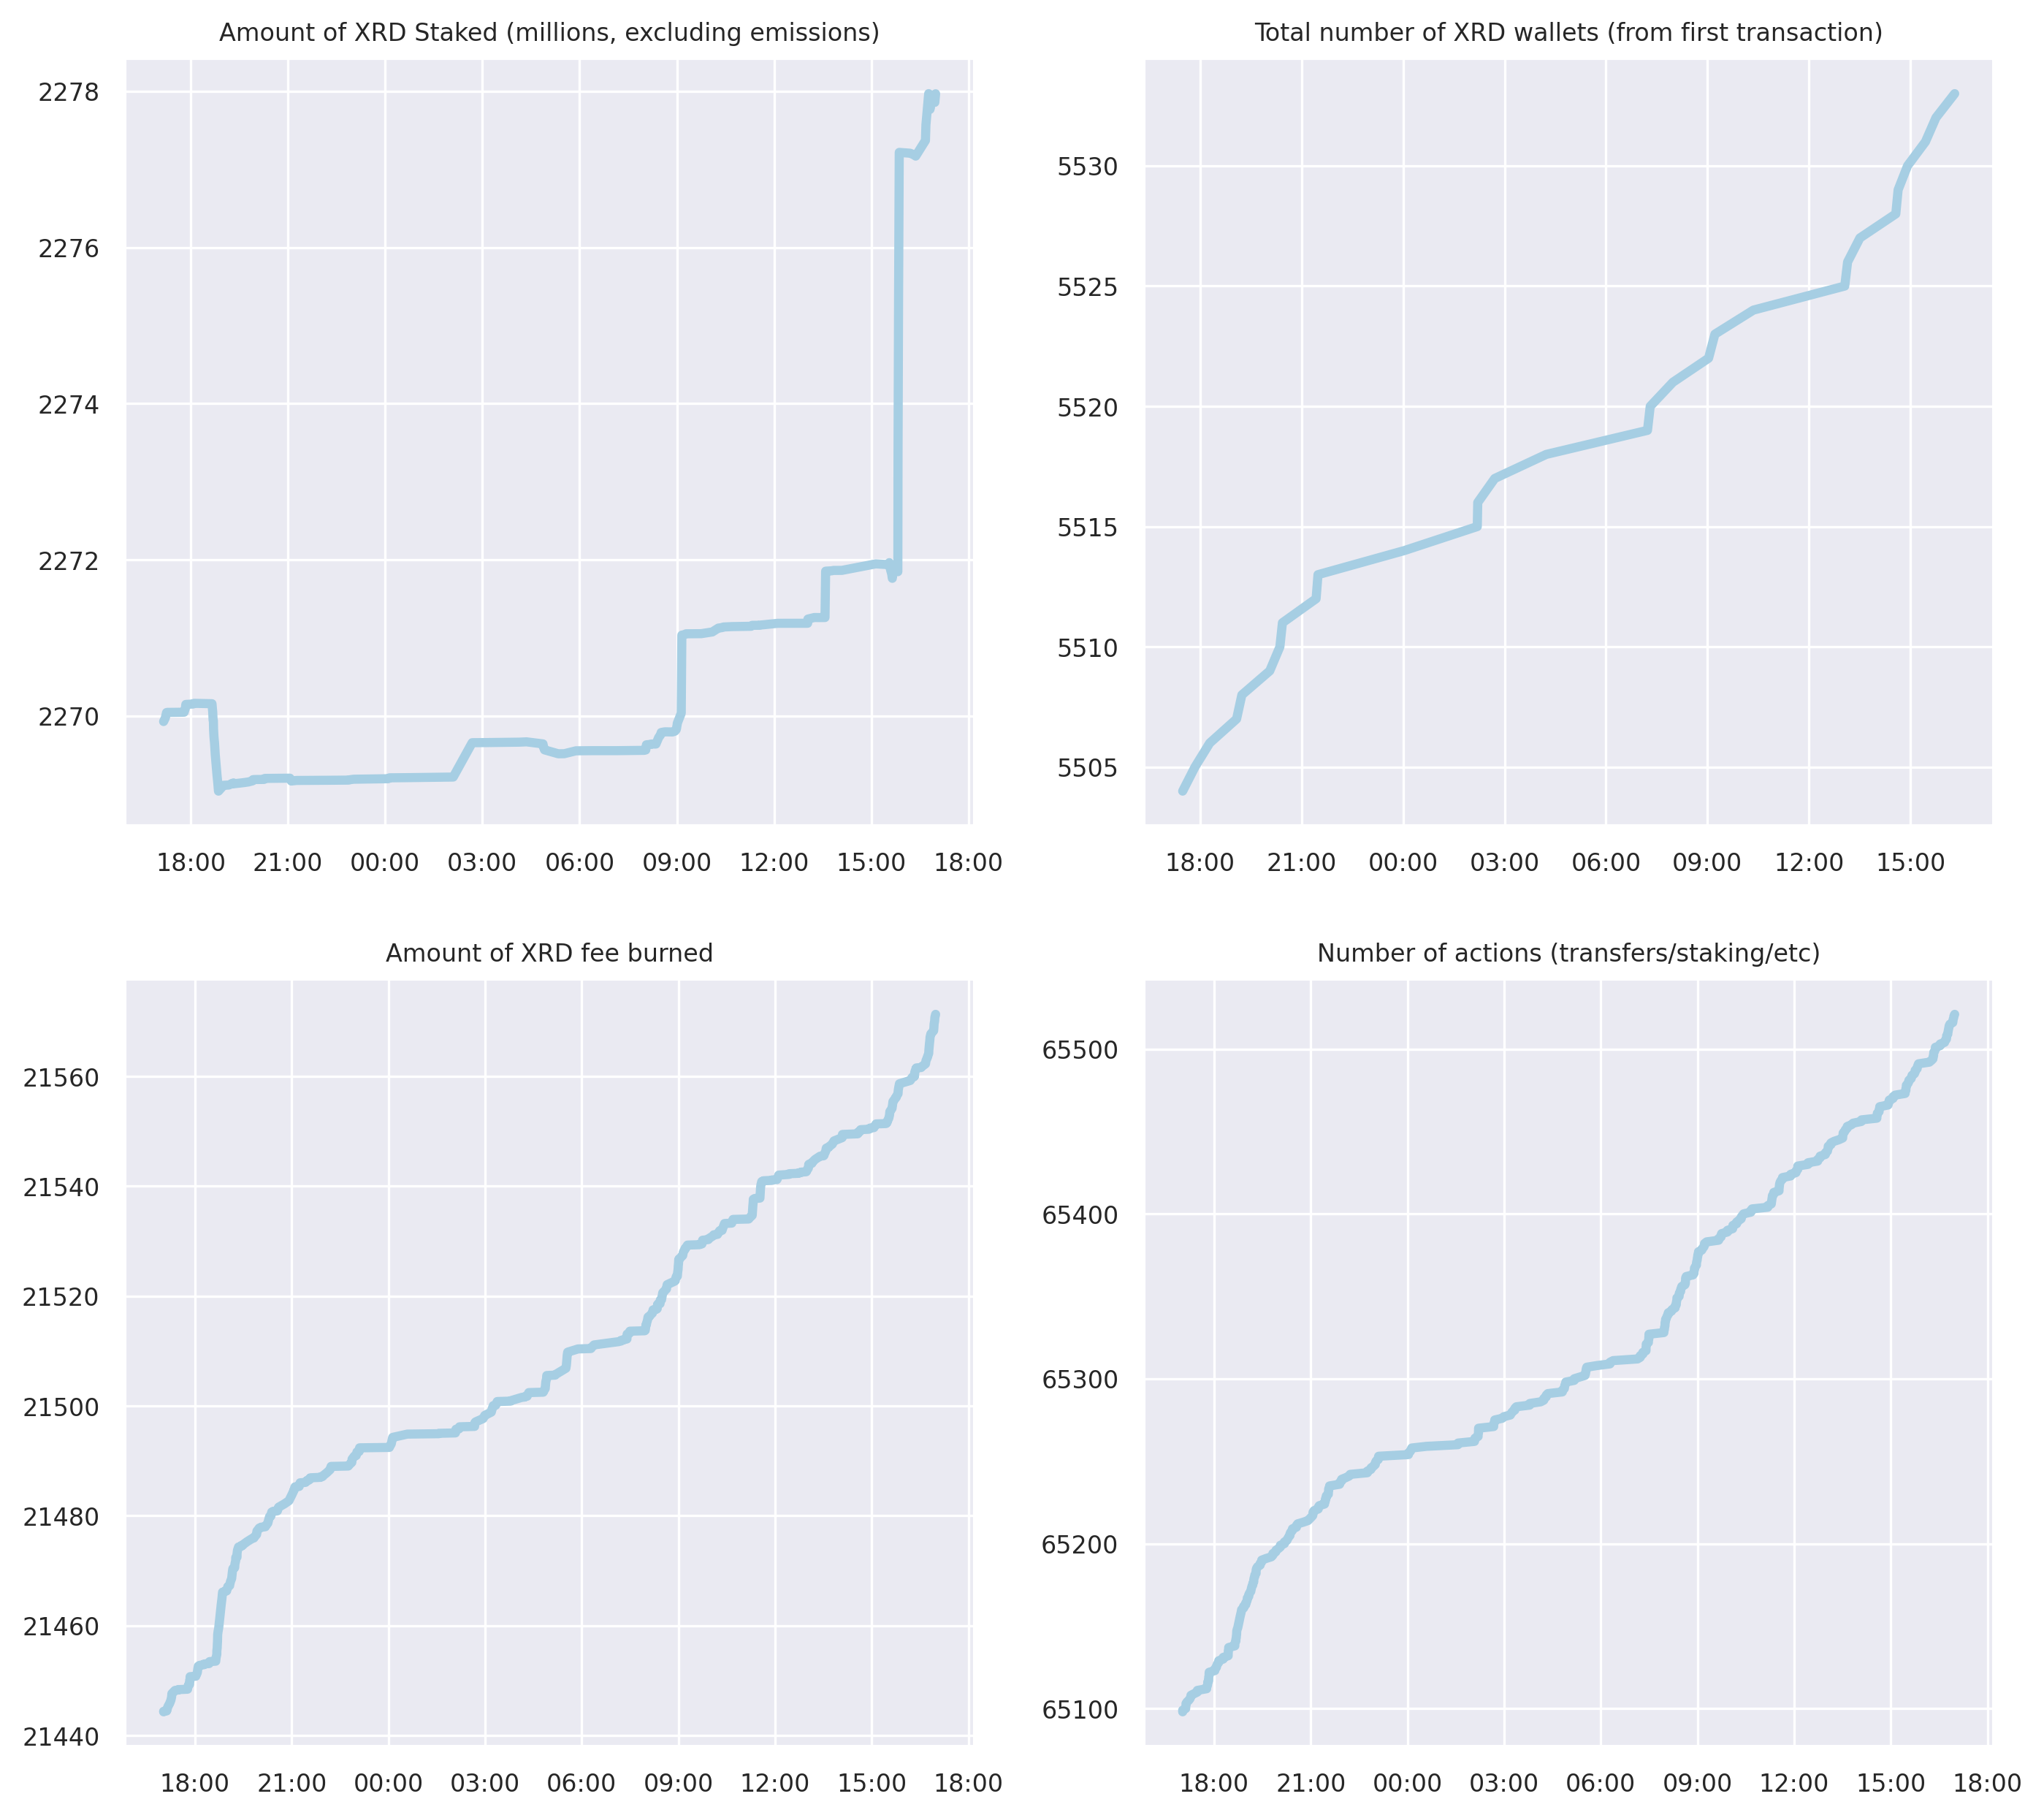 Amount of XRD Staked (millions, excluding emissions)
2278
2276
2274
2272
2270
18:00 21:00 00:00 03:00 06:00 09:00 12:00 15:00 18:00
Total number of XRD wallets (from first transaction)
5530
5525
5520
5515
5510
5505
18:00 21:00 00:00 03:00 06:00 09:00 12:00 15:00
Amount of XRD fee burned
21560
21540
21520
21500
21480
21460
21440
18:00 21:00 00:00 03:00 06:00 09:00 12:00 15:00 18:00
Number of actions (transfers/staking/etc)
65500
65400
65300
65200
65100
18:00 21:00 00:00 03:00 06:00 09:00 12:00 15:00 18:00